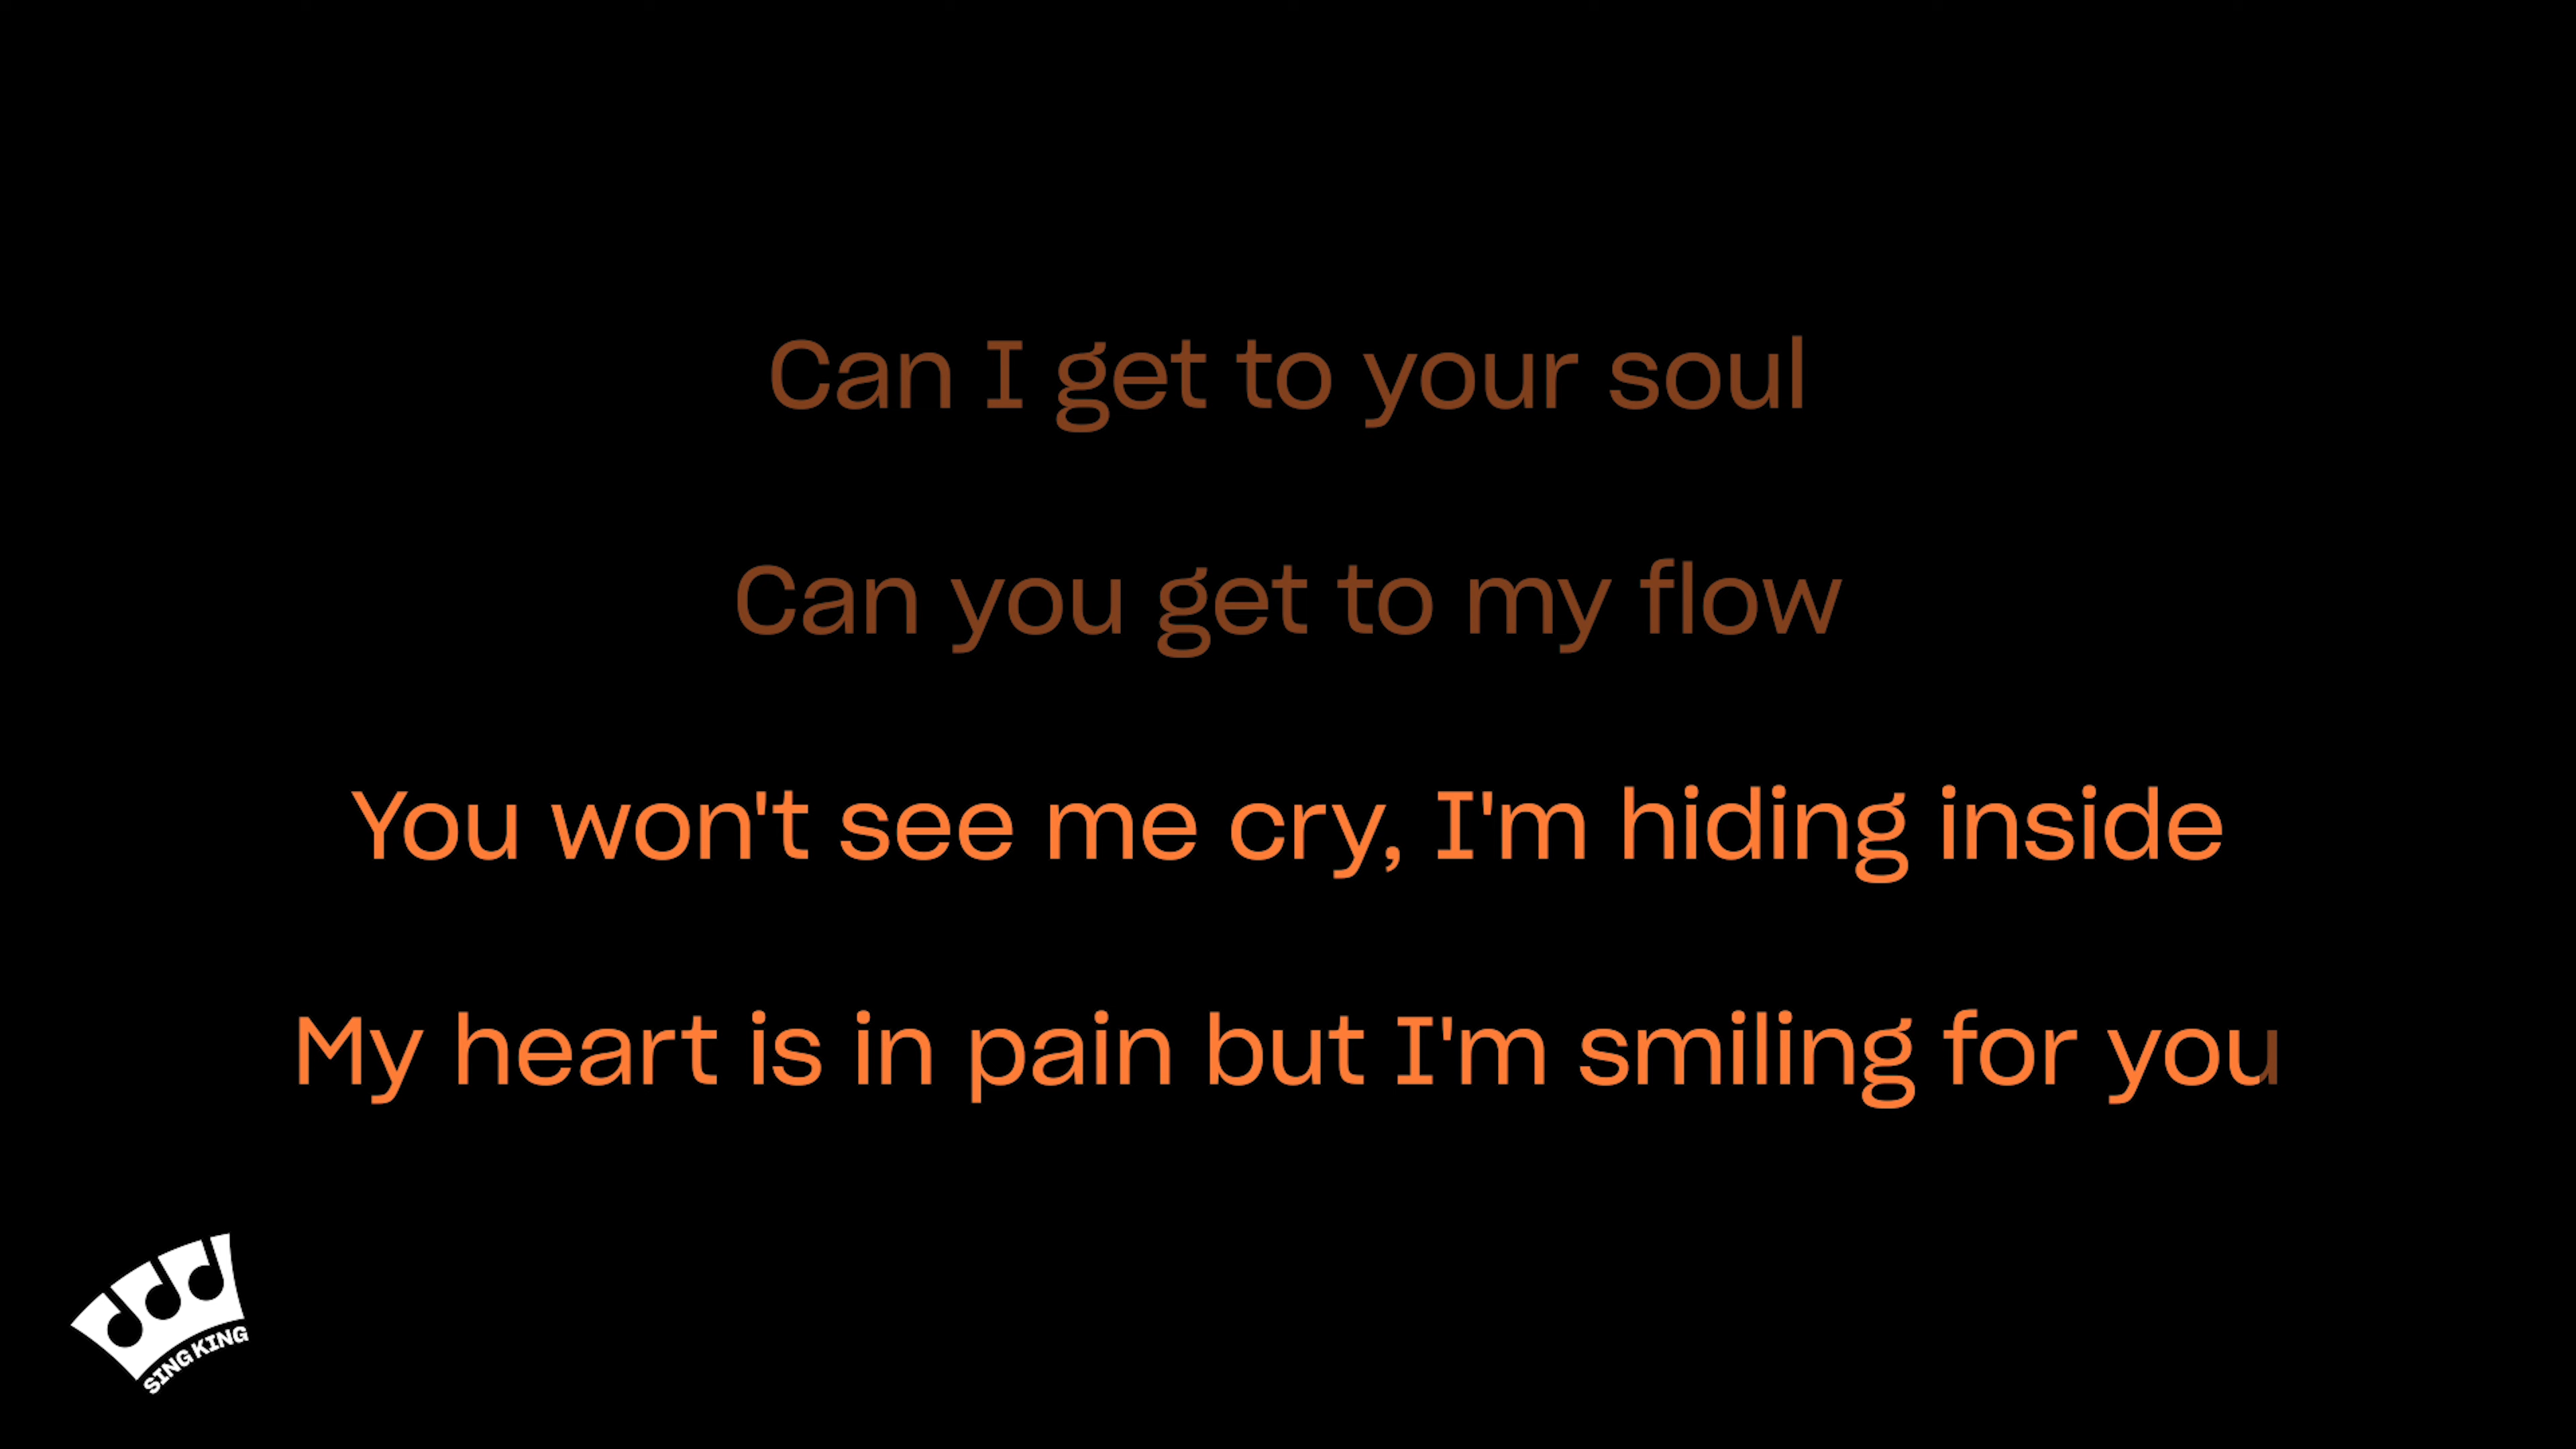 Can I get to your soul
Can you get to my flow
You won't see me cry, I'm hiding inside
My heart is in pain but I'm smiling for you
SING KING